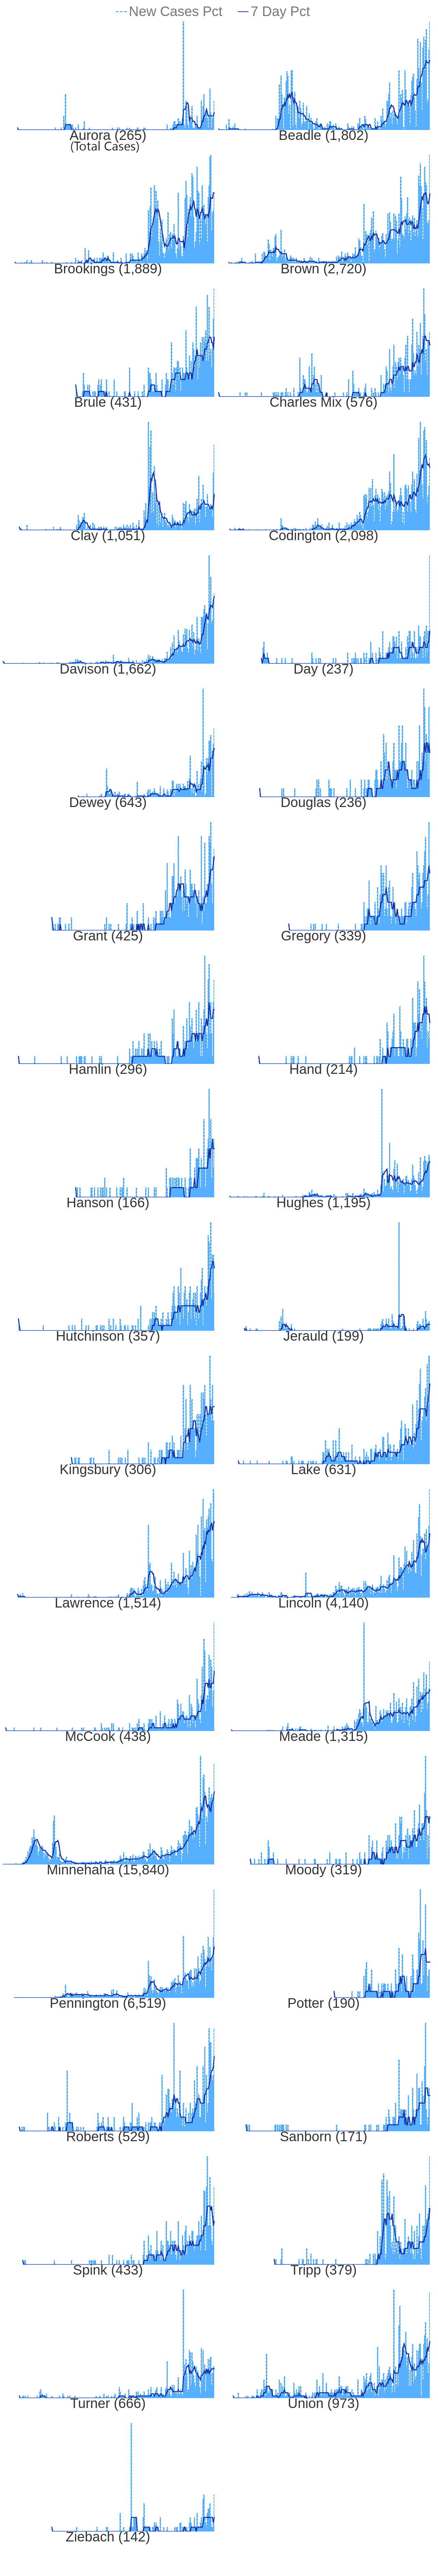 New Cases Pct 7 Day Pct
Aurora (265) Beadle (1,802)
(Total Cases)
Brookings (1,889) Brown (2,720)
Brule (431) Charles Mix (576)
Clay (1,051) Codington (2,098)
Davison (1,662) Day (237)
Dewey (643) Douglas (236)
Grant (425) Gregory (339)
Hamlin (296) Hand (214)
Hanson (166) Hughes (1,195)
Hutchinson (357) Jerauld (199)
Kingsbury (306) Lake (631)
Lawrence (1,514) Lincoln (4,140)
McCook (438) Meade (1,315)
Minnehaha (15,840) Moody (319)
Pennington (6,519) Potter (190)
Roberts (529) Sanborn (171)
Spink (433) Tripp (379)
Turner (666) Union (973)
Ziebach (142)